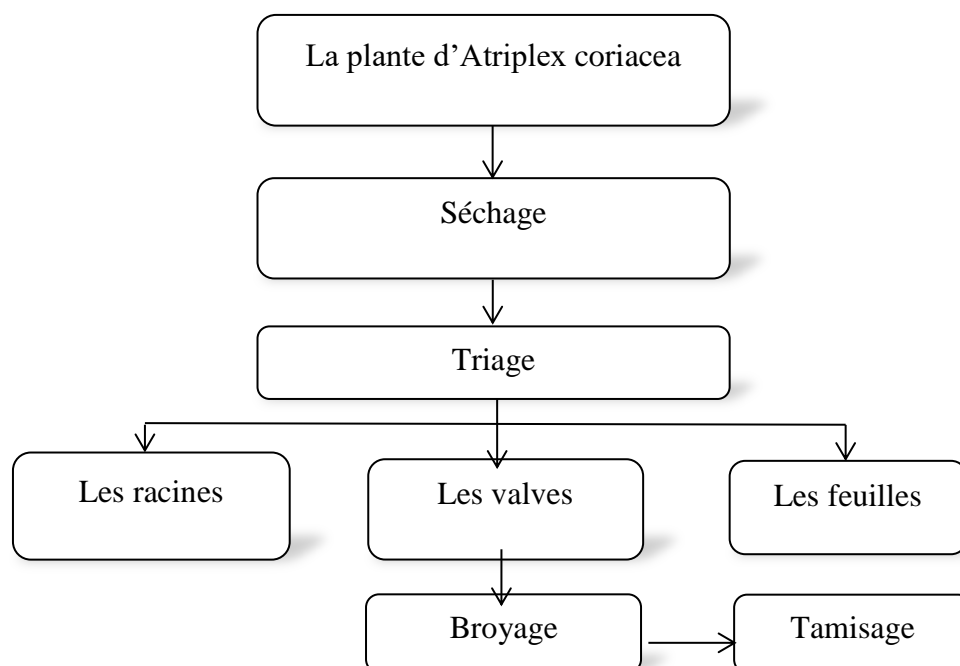 La plante d’Atriplex coriacea
Séchage
Triage
Les racines
Les valves
Les feuilles
Broyage
Tamisage